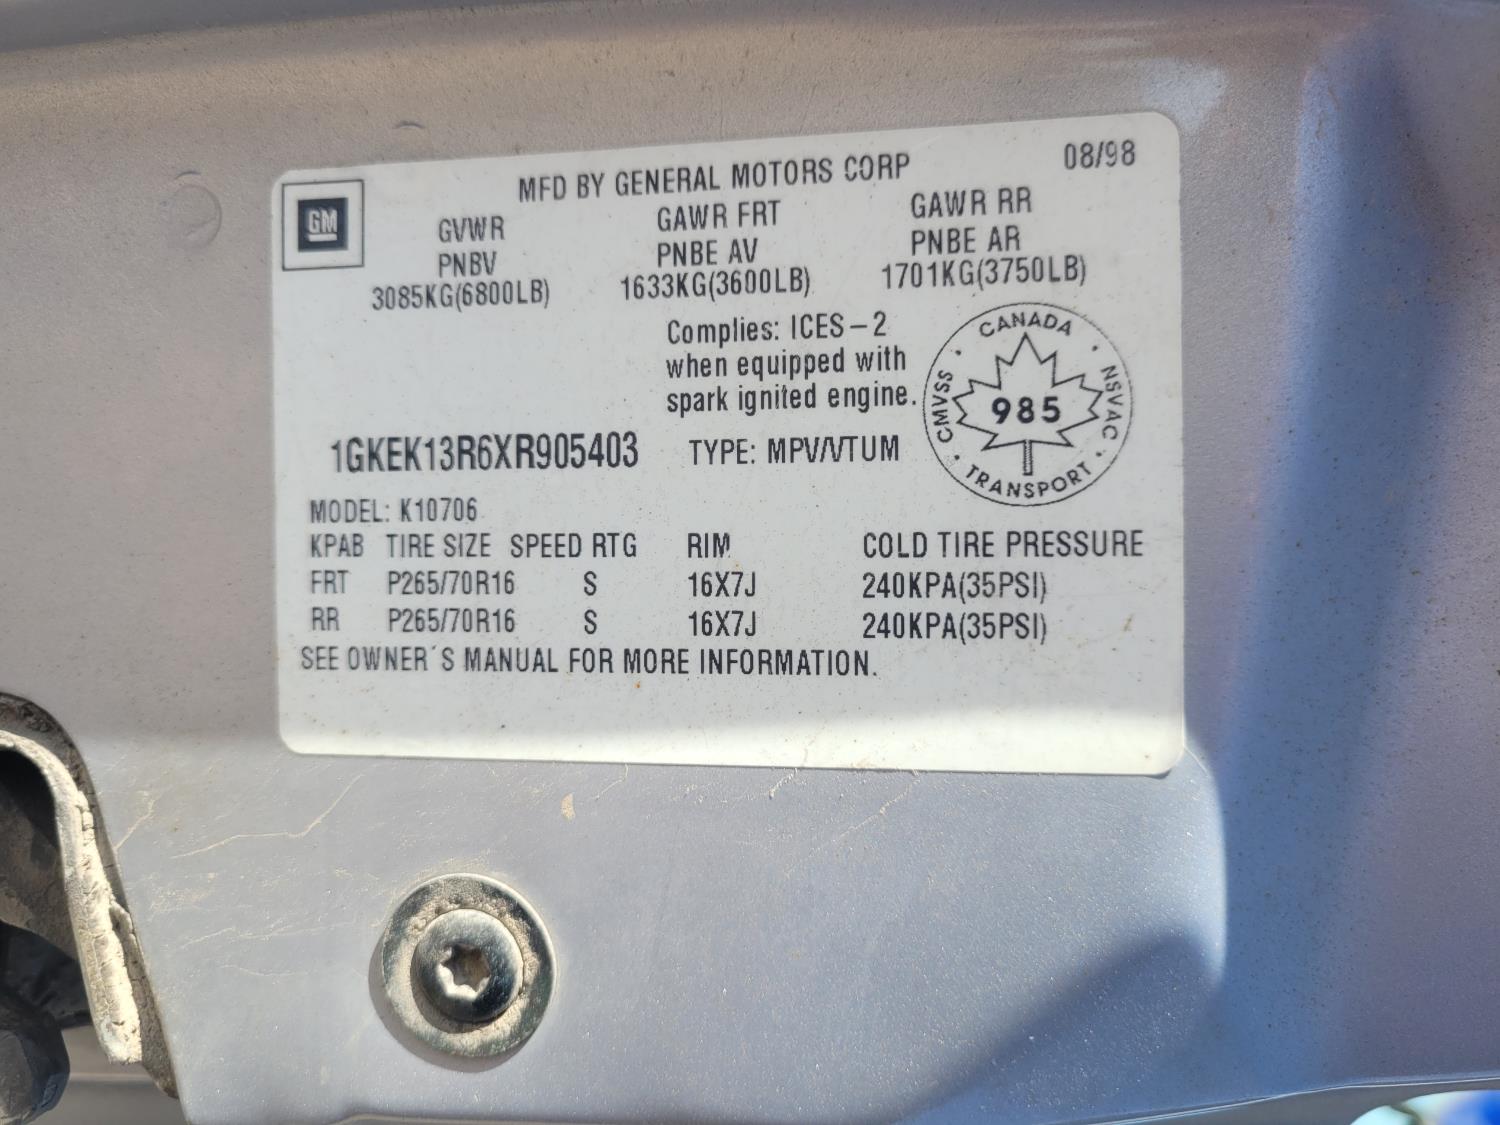 GM
MFD BY GENERAL MOTORS CORP
08/98
GVWR GAWR FRT GAWR RR
PNBV PNBE AV PNBE AR
3085KG(6800LB) 1633KG(3600LB) 1701KG(3750LB)
Complies: ICES-2
when equipped with
spark ignited engine.
CANADA
CMVSS
985
NSVAC
TRANSPORT
1GKEK13R6XR905403 TYPE: MPV/VTUM
MODEL: K10706
KPAB TIRE SIZE SPEED RTG RIM COLD TIRE PRESSURE
FRT P265/70R16 S 16X7J 240KPA(35PSI)
RR P265/70R16 S 16X7J 240KPA(35PSI)
SEE OWNER´S MANUAL FOR MORE INFORMATION.